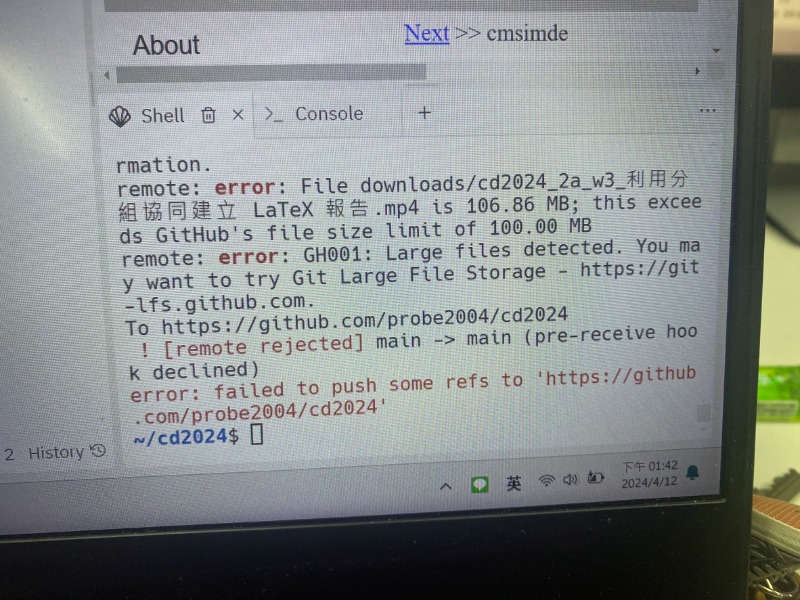 About
Next >> cmsimde
Shell
>_ Console
+
...
rmation.
remote: error: File downloads/cd2024_2a_w3_利用分
組協同建立 LaTeX 報告.mp4 is 106.86 MB; this excee
ds GitHub's file size limit of 100.00 MB
remote: error: GH001: Large files detected. You ma
y want to try Git Large File Storage - https://git
-lfs.github.com.
To https://github.com/probe2004/cd2024
! [remote rejected] main -> main (pre-receive hoo
k declined)
error: failed to push some refs to 'https://github
.com/probe2004/cd2024'
~/cd2024$
2 History
英
下午 01:42
2024/4/12